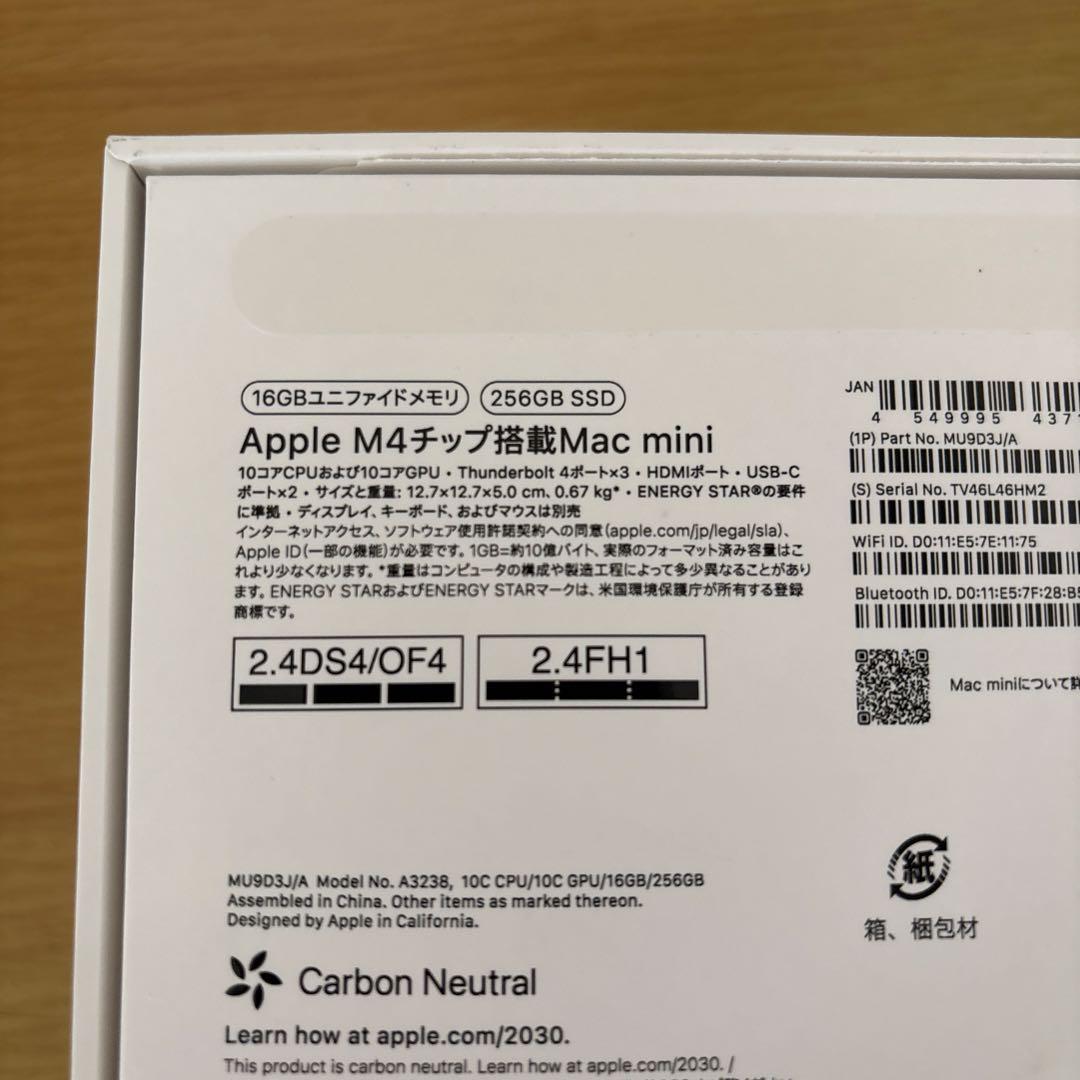 16GBユニファイドメモリ 256GB SSD
Apple M4チップ搭載Mac mini
10コアCPUおよび10コアGPU・Thunderbolt 4ポート×3・HDMIポート・USB-C
ポート×2・サイズと重量: 12.7×12.7×5.0 cm、0.67 kg*・ENERGY STAR®の要件
に準拠・ディスプレイ、キーボード、およびマウスは別売
インターネットアクセス、ソフトウェア使用許諾契約への同意(apple.com/jp/legal/sla)、
Apple ID(一部の機能)が必要です。1GB=約10億バイト、実際のフォーマット済み容量はこ
れより少なくなります。*重量はコンピュータの構成や製造工程によって多少異なることがあり
ます。ENERGY STARおよびENERGY STARマークは、米国環境保護庁が所有する登録
商標です。
2.4DS4/OF4 2.4FH1
JAN
4 549995 437
(1P) Part No. MU9D3J/A
(S) Serial No. TV46L46HM2
WiFi ID. D0:11:E5:7E:11:75
Bluetooth ID. D0:11:E5:7F:28:B
Mac miniについて詳
紙
箱、梱包材
MU9D3J/A Model No. A3238, 10C CPU/10C GPU/16GB/256GB
Assembled in China. Other items as marked thereon.
Designed by Apple in California.
Carbon Neutral
Learn how at apple.com/2030.
This product is carbon neutral. Learn how at apple.com/2030. /